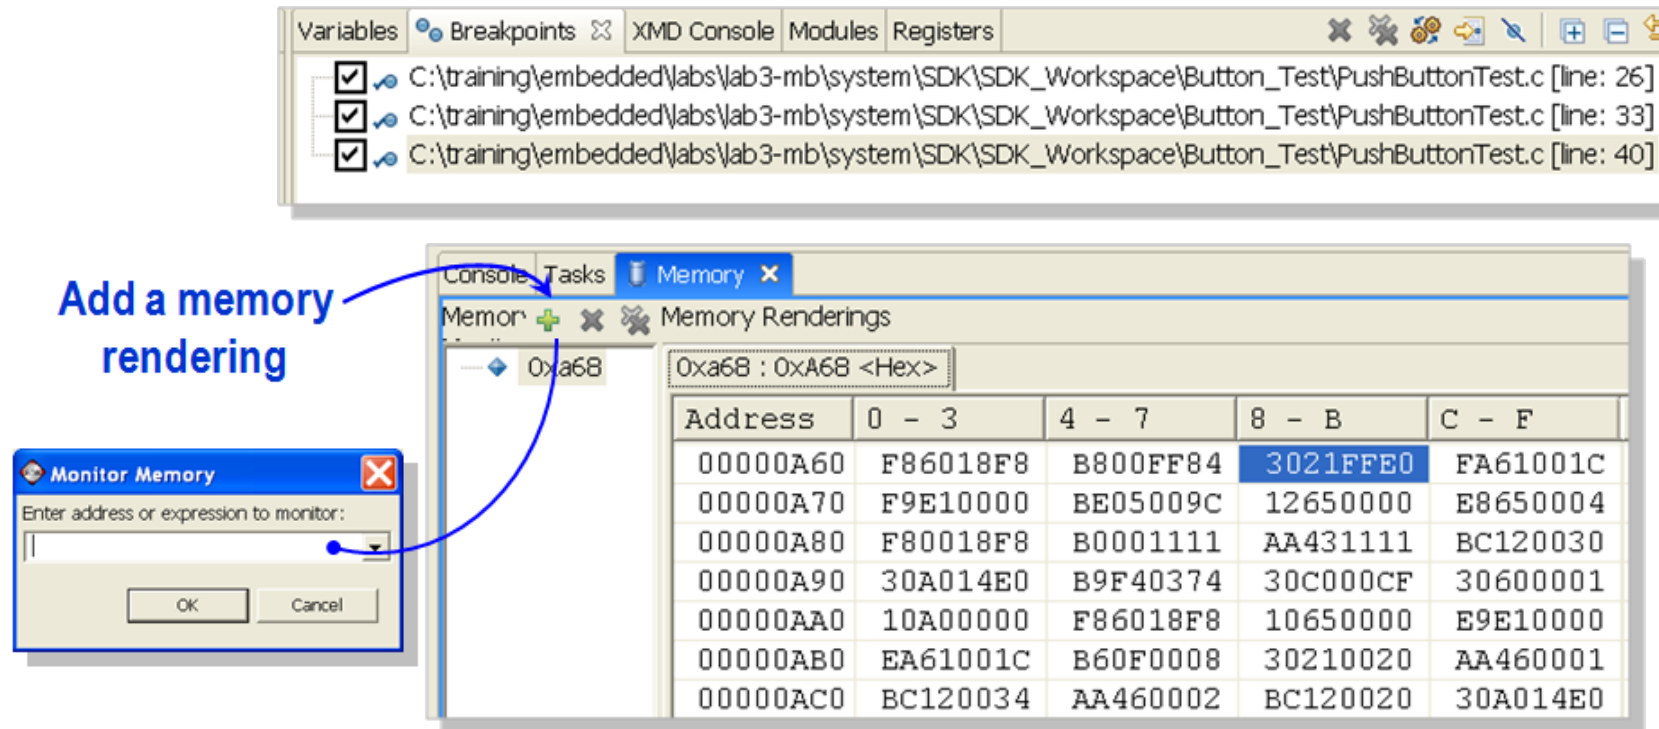 Variables Breakpoints XMD Console Modules Registers
C:\training\embedded\labs\lab3-mb\system\SDK\SDK_Workspace\Button_Test\PushButtonTest.c [line: 26]
C:\training\embedded\labs\lab3-mb\system\SDK\SDK_Workspace\Button_Test\PushButtonTest.c [line: 33]
C:\training\embedded\labs\lab3-mb\system\SDK\SDK_Workspace\Button_Test\PushButtonTest.c [line: 40]
Add a memory
rendering
Console Tasks Memory
Memor Memory Renderings
0xa68 0xa68 : 0xA68 <Hex>
Address 0 - 3 4 - 7 8 - B C - F
00000A60 F86018F8 B800FF84 3021FFE0 FA61001C
00000A70 F9E10000 BE05009C 12650000 E8650004
00000A80 F80018F8 B0001111 AA431111 BC120030
00000A90 30A014E0 B9F40374 30C000CF 30600001
00000AA0 10A00000 F86018F8 10650000 E9E10000
00000AB0 EA61001C B60F0008 30210020 AA460001
00000AC0 BC120034 AA460002 BC120020 30A014E0
Monitor Memory
Enter address or expression to monitor:
OK Cancel